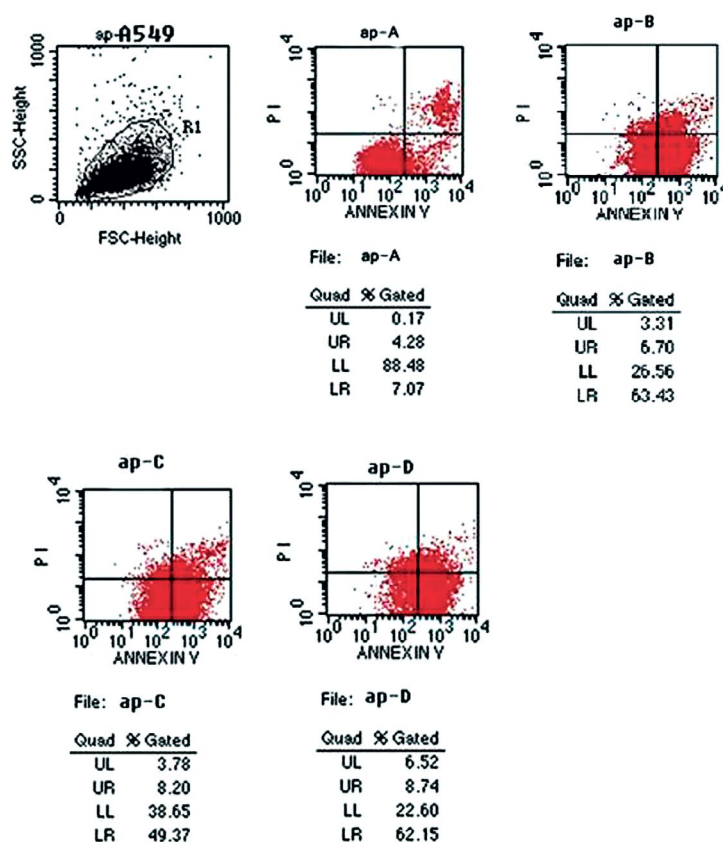 ap-A549
1000
SSC-Height
R1
0
0
1000
FSC-Height
ap-A
10^4
PI
10^0
10^0 10^1 10^2 10^3 10^4
ANNEXIN Y
File: ap-A
Quad % Gated
UL 0.17
UR 4.28
LL 88.48
LR 7.07
ap-B
10^4
PI
10^0
10^0 10^1 10^2 10^3 10^4
ANNEXIN Y
File: ap-B
Quad % Gated
UL 3.31
UR 6.70
LL 26.56
LR 63.43
ap-C
10^4
PI
10^0
10^0 10^1 10^2 10^3 10^4
ANNEXIN Y
File: ap-C
Quad % Gated
UL 3.78
UR 8.20
LL 38.65
LR 49.37
ap-D
10^4
PI
10^0
10^0 10^1 10^2 10^3 10^4
ANNEXIN Y
File: ap-D
Quad % Gated
UL 6.52
UR 8.74
LL 22.60
LR 62.15